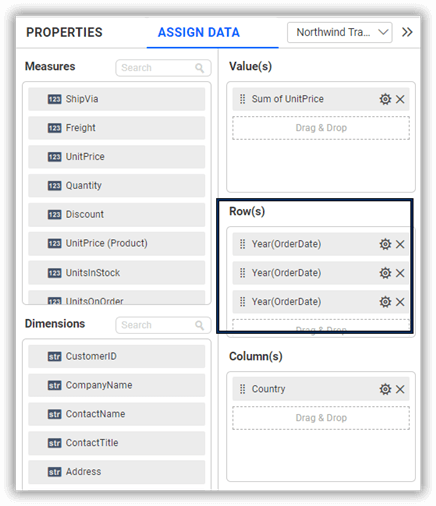 PROPERTIES
ASSIGN DATA
Northwind Tra...
Measures
Search
123 ShipVia
123 Freight
123 UnitPrice
123 Quantity
123 Discount
123 UnitPrice (Product)
123 UnitsInStock
123 UnitsOnOrder
Dimensions
Search
str CustomerID
str CompanyName
str ContactName
str ContactTitle
str Address
Value(s)
Sum of UnitPrice
Drag & Drop
Row(s)
Year(OrderDate)
Year(OrderDate)
Year(OrderDate)
Drag & Drop
Column(s)
Country
Drag & Drop